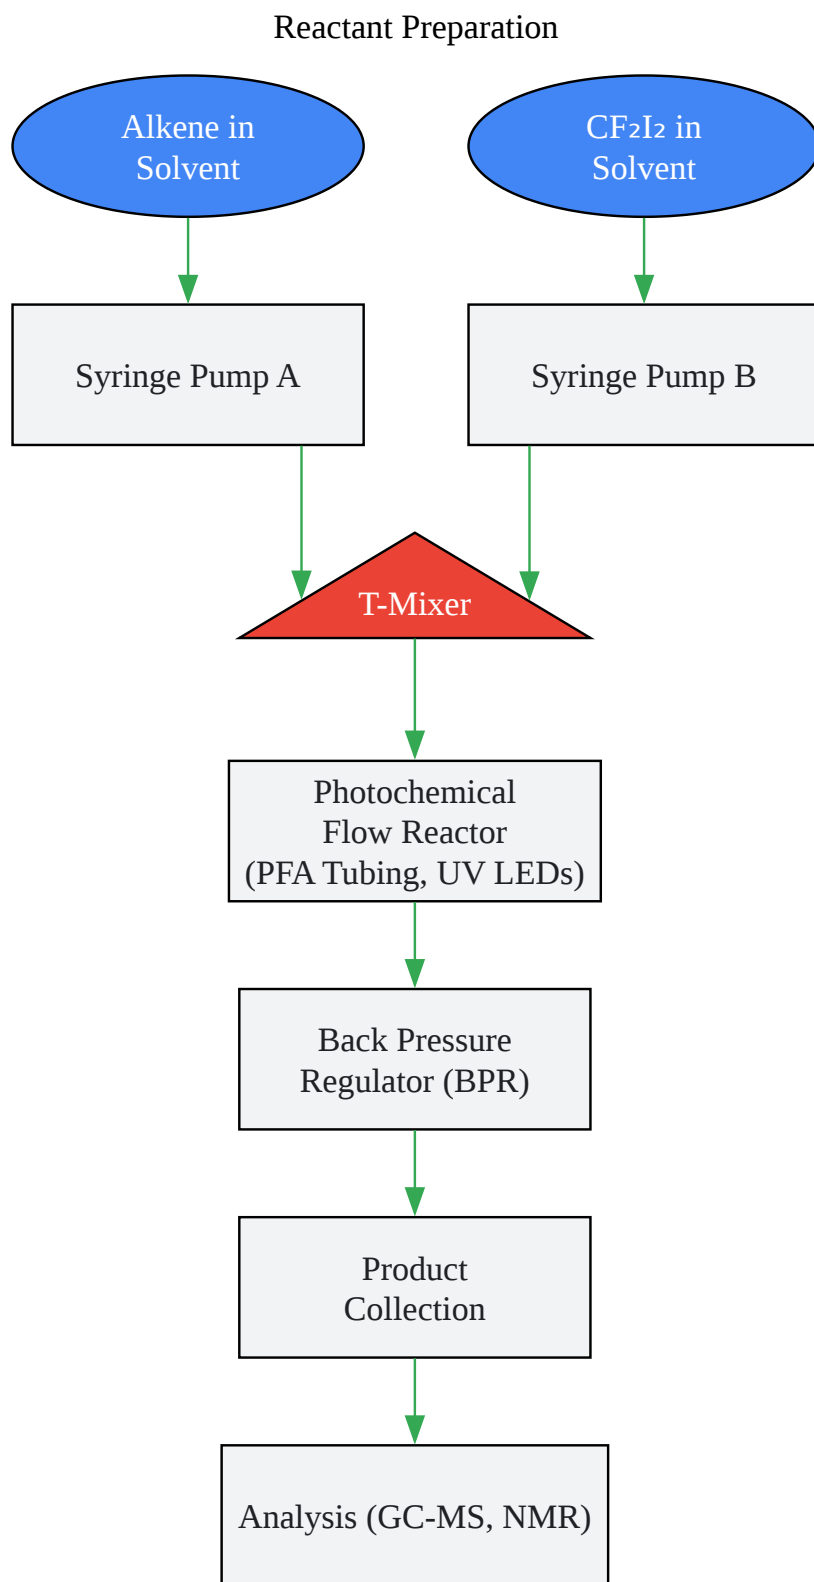 Reactant Preparation
Alkene in
Solvent
CF₂I₂ in
Solvent
Syringe Pump A
Syringe Pump B
T-Mixer
Photochemical
Flow Reactor
(PFA Tubing, UV LEDs)
Back Pressure
Regulator (BPR)
Product
Collection
Analysis (GC-MS, NMR)